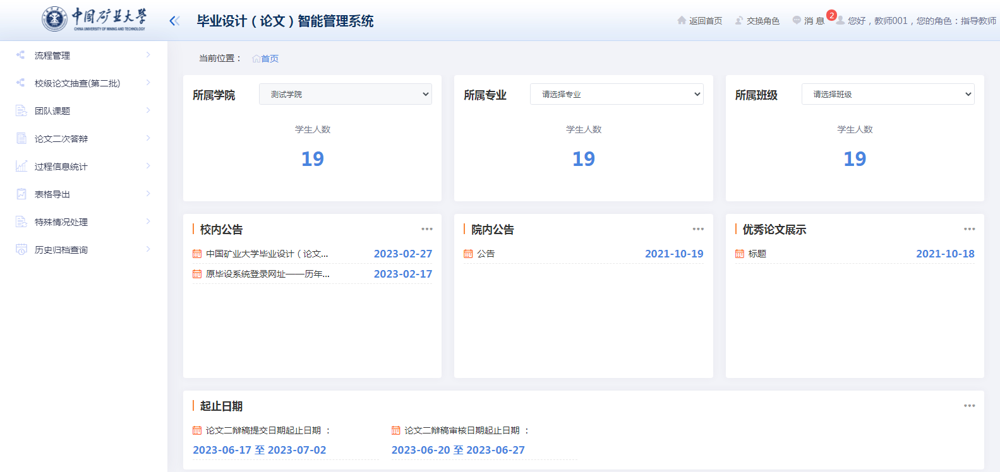 中国矿业大学
CHINA UNIVERSITY OF MINING AND TECHNOLOGY
毕业设计（论文）智能管理系统
返回首页
交换角色
消 息
2
您好，教师001，您的角色：指导教师
流程管理
校级论文抽查(第二批)
团队课题
论文二次答辩
过程信息统计
表格导出
特殊情况处理
历史归档查询
当前位置：
首页
所属学院
测试学院
学生人数
19
所属专业
请选择专业
学生人数
19
所属班级
请选择班级
学生人数
19
校内公告
中国矿业大学毕业设计（论文...
2023-02-27
原毕设系统登录网址——历年...
2023-02-17
院内公告
公告
2021-10-19
优秀论文展示
标题
2021-10-18
起止日期
论文二辩稿提交日期起止日期 ：
2023-06-17 至 2023-07-02
论文二辩稿审核日期起止日期 ：
2023-06-20 至 2023-06-27